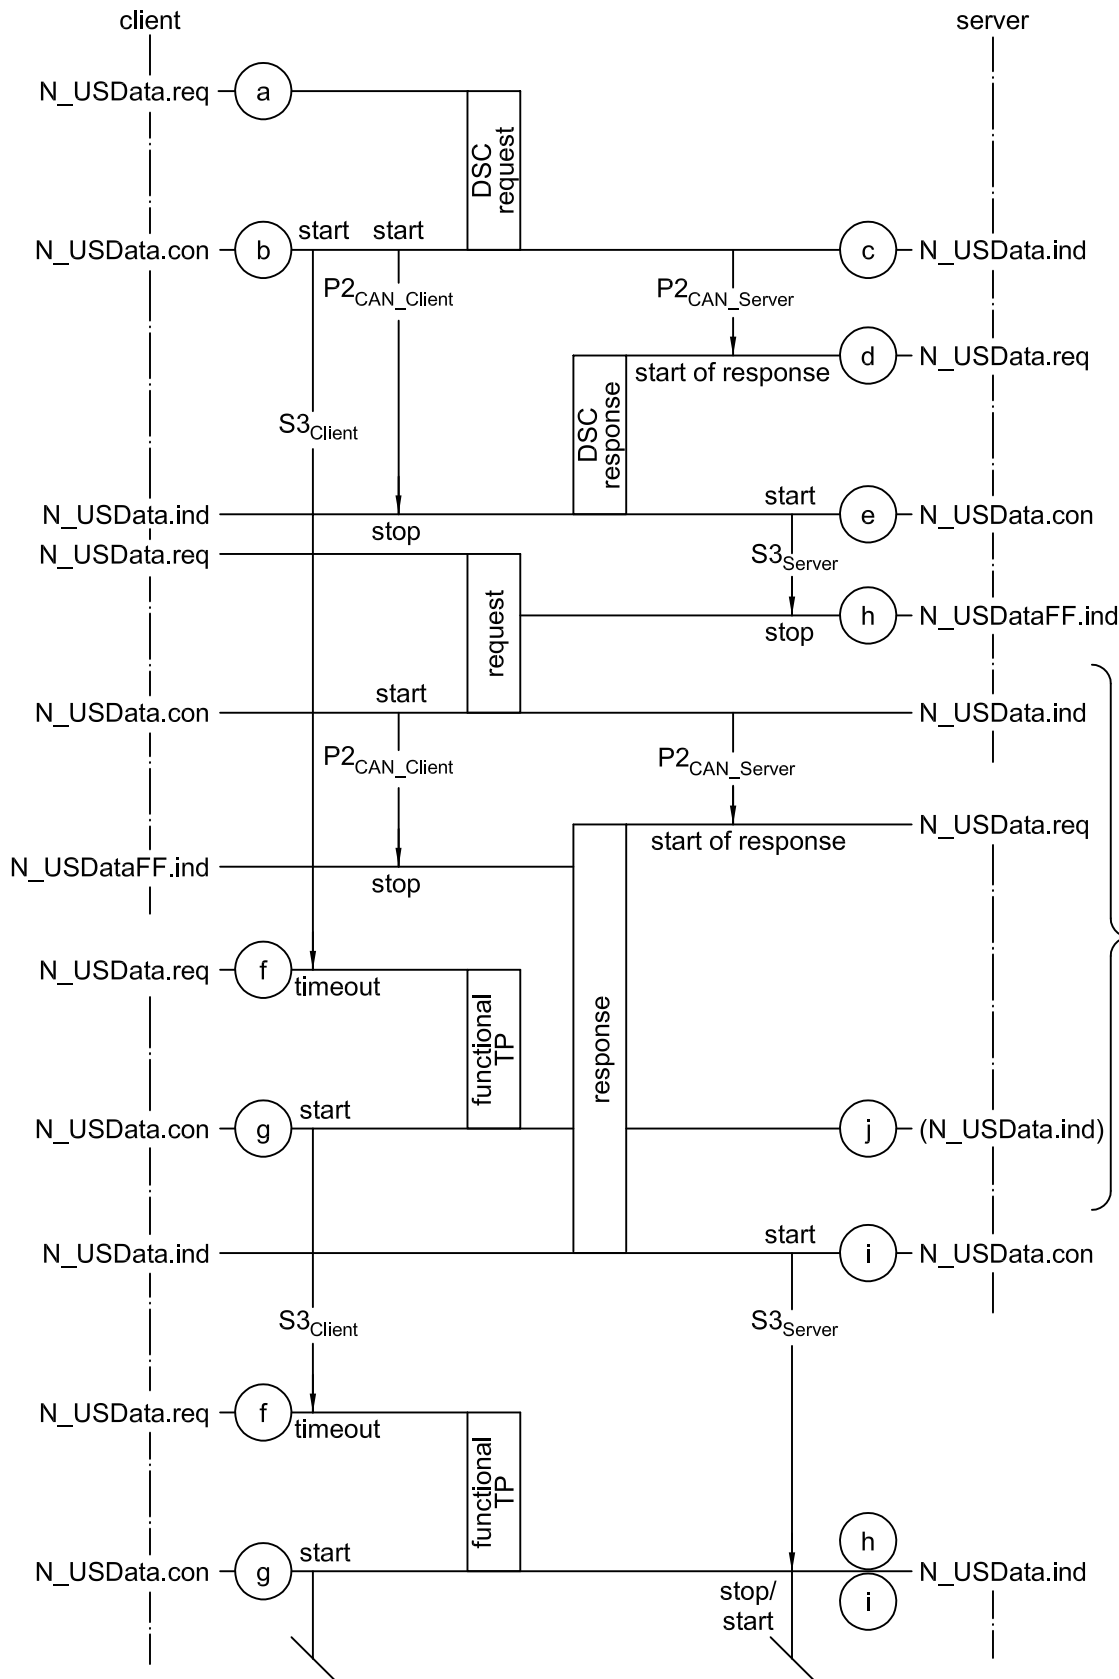 client
server
N_USData.req
a
DSC
request
N_USData.con
b
start
start
c
N_USData.ind
P2CAN_Client
P2CAN_Server
d
N_USData.req
start of response
S3Client
DSC
response
N_USData.ind
stop
start
e
N_USData.con
N_USData.req
S3Server
request
stop
h
N_USDataFF.ind
N_USData.con
start
N_USData.ind
P2CAN_Client
P2CAN_Server
N_USData.req
start of response
N_USDataFF.ind
stop
N_USData.req
f
timeout
functional
TP
response
N_USData.con
g
start
j
(N_USData.ind)
N_USData.ind
start
i
N_USData.con
S3Client
S3Server
N_USData.req
f
timeout
functional
TP
N_USData.con
g
start
h
N_USData.ind
stop/
start
i